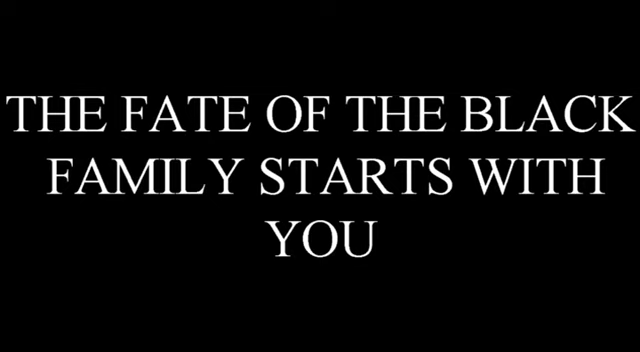 THE FATE OF THE BLACK
FAMILY STARTS WITH
YOU